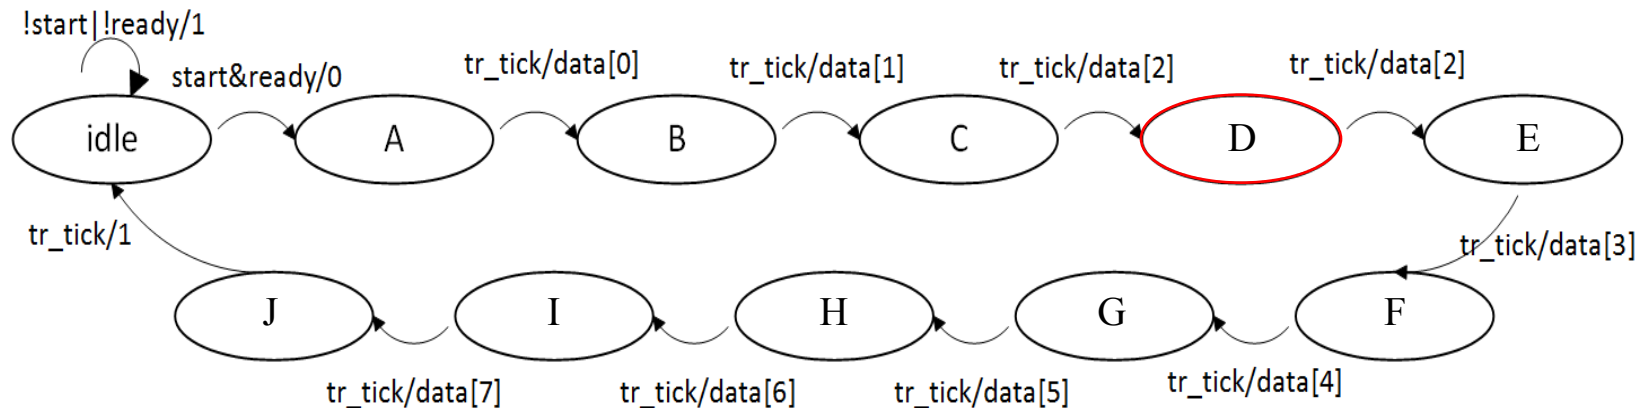 !start|!ready/1
start&ready/0
tr_tick/data[0]
tr_tick/data[1]
tr_tick/data[2]
tr_tick/data[2]
idle
A
B
C
D
E
tr_tick/1
tr_tick/data[3]
J
I
H
G
F
tr_tick/data[7]
tr_tick/data[6]
tr_tick/data[5]
tr_tick/data[4]